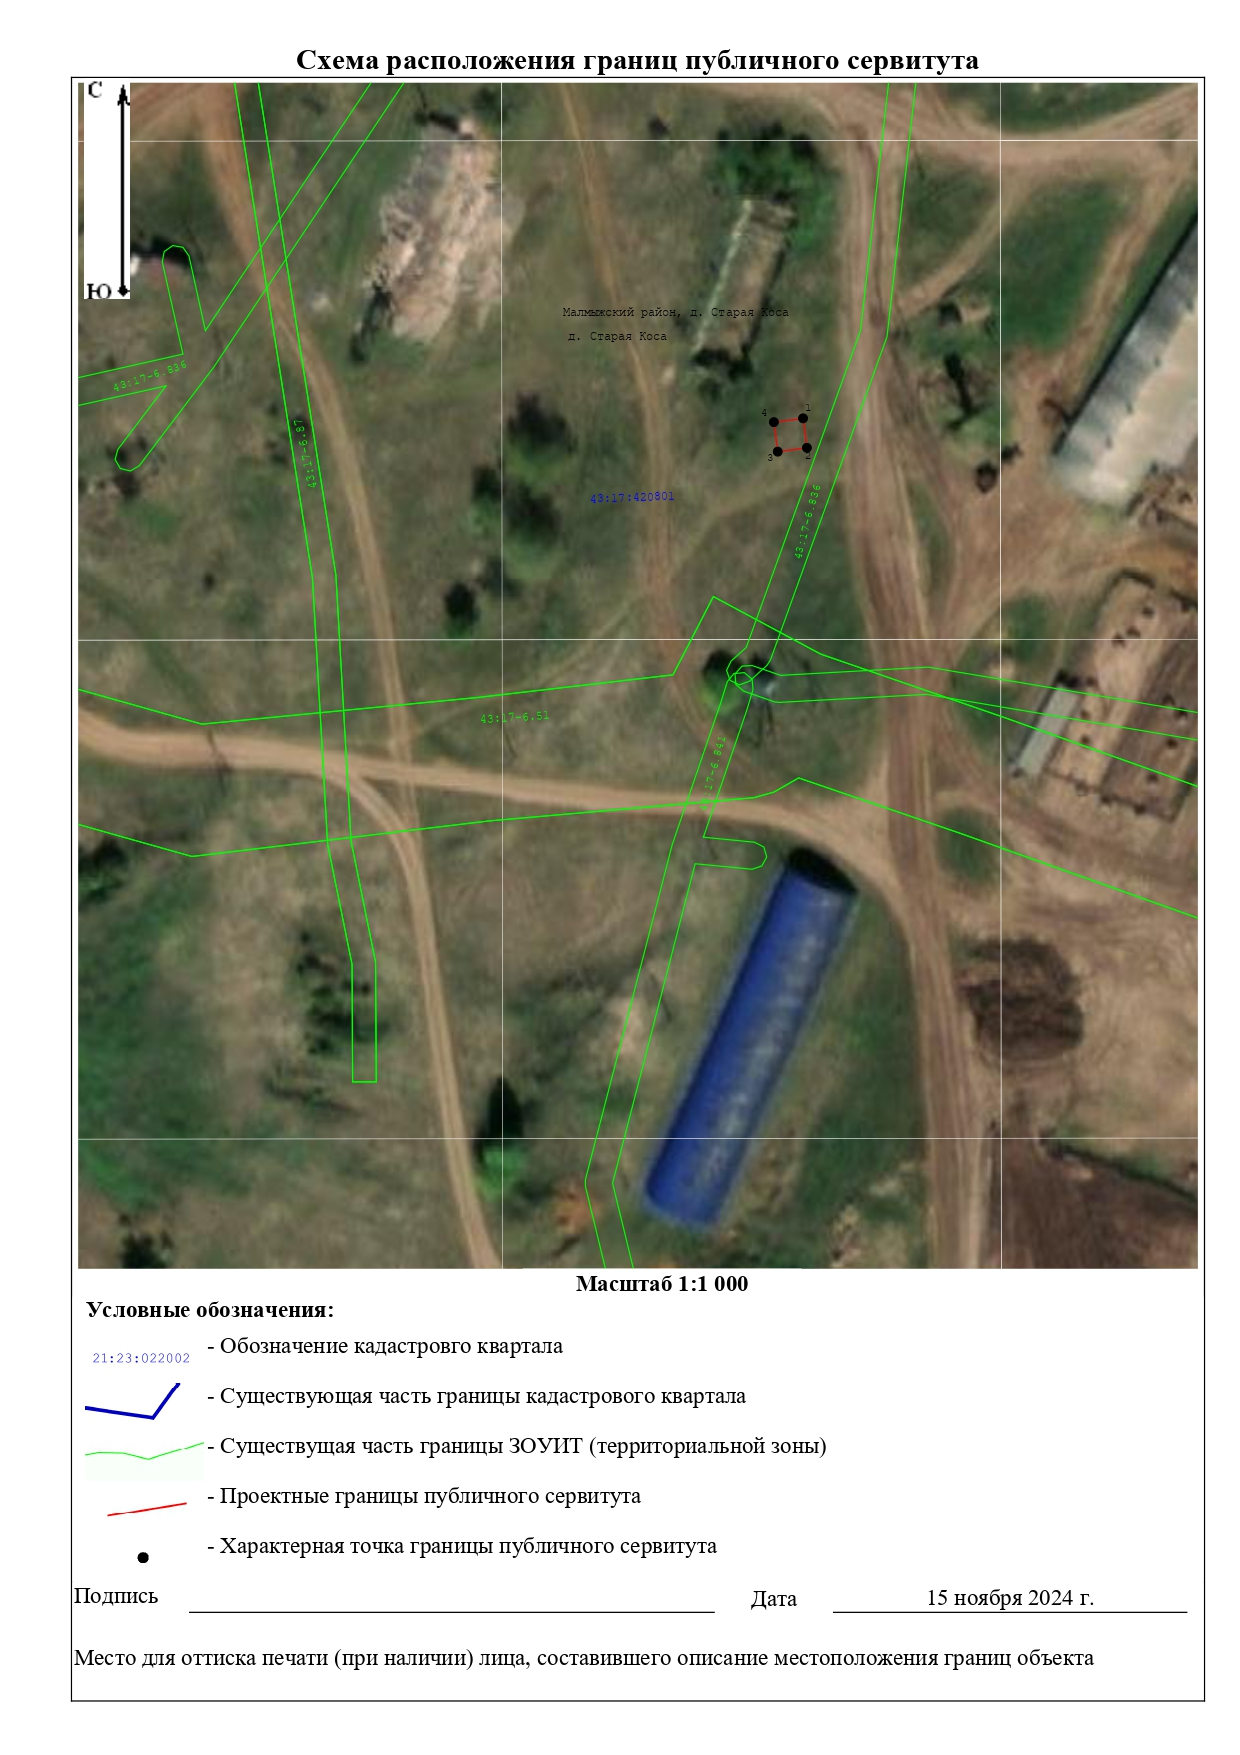 Схема расположения границ публичного сервитута
С
Ю
Малмыжский район, д. Старая Коса
д. Старая Коса
43:17-6.836
43:17-6.87
4
1
3
2
43:17:420801
43:17-6.836
43:17-6.51
43:17-6.841
Масштаб 1:1 000
Условные обозначения:
21:23:022002
- Обозначение кадастровго квартала
- Существующая часть границы кадастрового квартала
- Существущая часть границы ЗОУИТ (территориальной зоны)
- Проектные границы публичного сервитута
- Характерная точка границы публичного сервитута
Подпись
Дата
15 ноября 2024 г.
Место для оттиска печати (при наличии) лица, составившего описание местоположения границ объекта